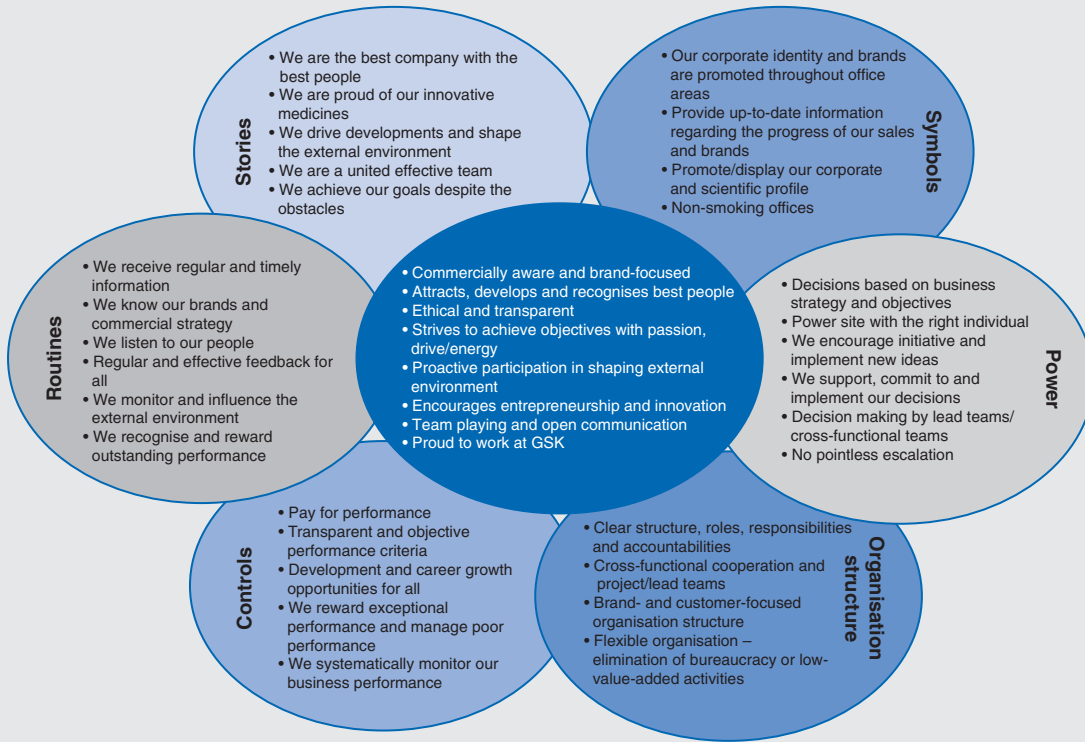 Stories
• We are the best company with the
best people
• We are proud of our innovative
medicines
• We drive developments and shape
the external environment
• We are a united effective team
• We achieve our goals despite the
obstacles
Symbols
• Our corporate identity and brands
are promoted throughout office
areas
• Provide up-to-date information
regarding the progress of our sales
and brands
• Promote/display our corporate
and scientific profile
• Non-smoking offices
Routines
• We receive regular and timely
information
• We know our brands and
commercial strategy
• We listen to our people
• Regular and effective feedback for
all
• We monitor and influence the
external environment
• We recognise and reward
outstanding performance
• Commercially aware and brand-focused
• Attracts, develops and recognises best people
• Ethical and transparent
• Strives to achieve objectives with passion,
drive/energy
• Proactive participation in shaping external
environment
• Encourages entrepreneurship and innovation
• Team playing and open communication
• Proud to work at GSK
Power
• Decisions based on business
strategy and objectives
• Power site with the right individual
• We encourage initiative and
implement new ideas
• We support, commit to and
implement our decisions
• Decision making by lead teams/
cross-functional teams
• No pointless escalation
Controls
• Pay for performance
• Transparent and objective
performance criteria
• Development and career growth
opportunities for all
• We reward exceptional
performance and manage poor
performance
• We systematically monitor our
business performance
Organisation
structure
• Clear structure, roles, responsibilities
and accountabilities
• Cross-functional cooperation and
project/lead teams
• Brand- and customer-focused
organisation structure
• Flexible organisation –
elimination of bureaucracy or low-
value-added activities